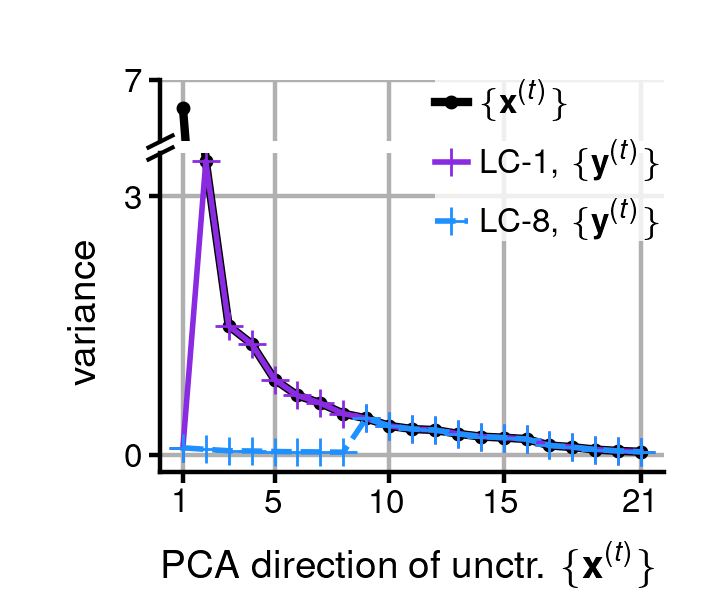 7
3
0
variance
{x^(t)}
LC-1, {y^(t)}
LC-8, {y^(t)}
1 5 10 15 21
PCA direction of unctr. {x^(t)}